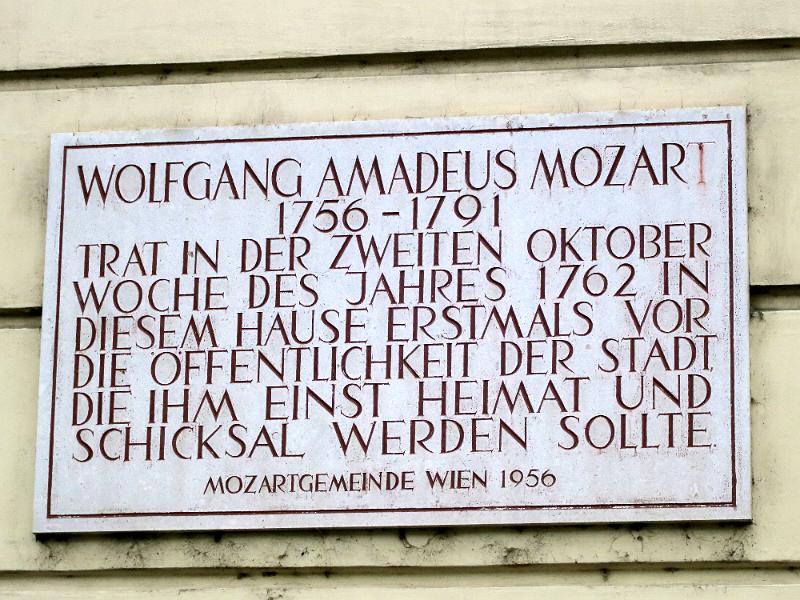 WOLFGANG AMADEUS MOZART
1756-1791
TRAT IN DER ZWEITEN OKTOBER
WOCHE DES JAHRES 1762 IN
DIESEM HAUSE ERSTMALS VOR
DIE ÖFFENTLICHKEIT DER STADT,
DIE IHM EINST HEIMAT UND
SCHICKSAL WERDEN SOLLTE.
MOZARTGEMEINDE WIEN 1956